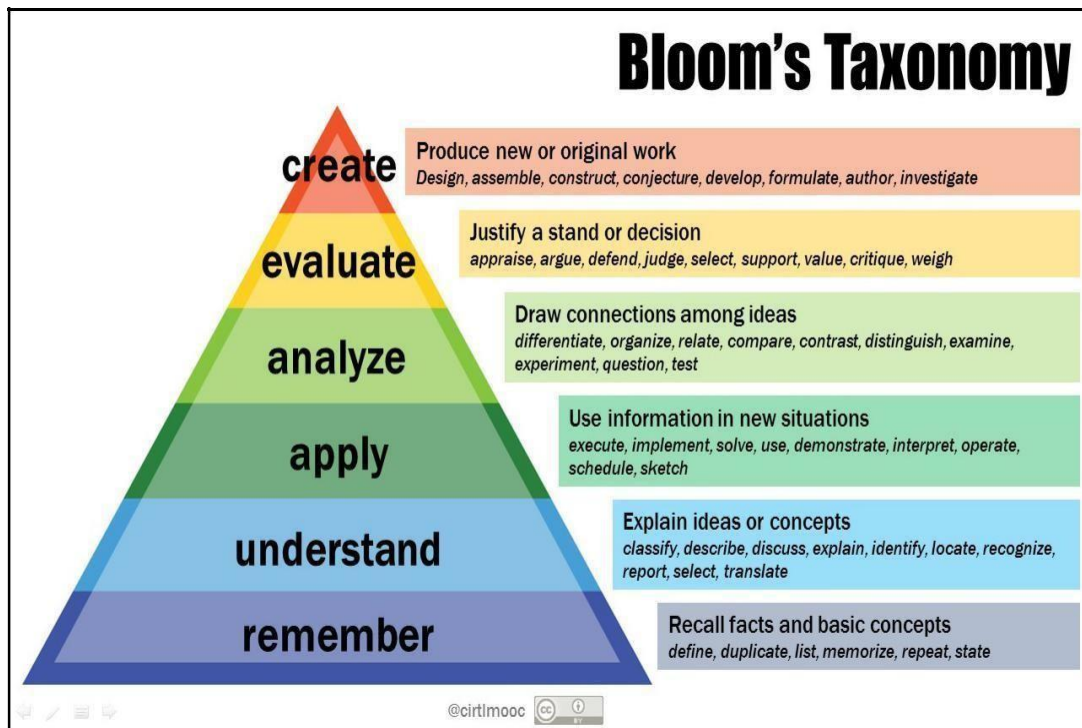 Bloom's Taxonomy
create
Produce new or original work
Design, assemble, construct, conjecture, develop, formulate, author, investigate
evaluate
Justify a stand or decision
appraise, argue, defend, judge, select, support, value, critique, weigh
analyze
Draw connections among ideas
differentiate, organize, relate, compare, contrast, distinguish, examine,
experiment, question, test
apply
Use information in new situations
execute, implement, solve, use, demonstrate, interpret, operate,
schedule, sketch
understand
Explain ideas or concepts
classify, describe, discuss, explain, identify, locate, recognize,
report, select, translate
remember
Recall facts and basic concepts
define, duplicate, list, memorize, repeat, state
@cirtlmooc
cc
BY